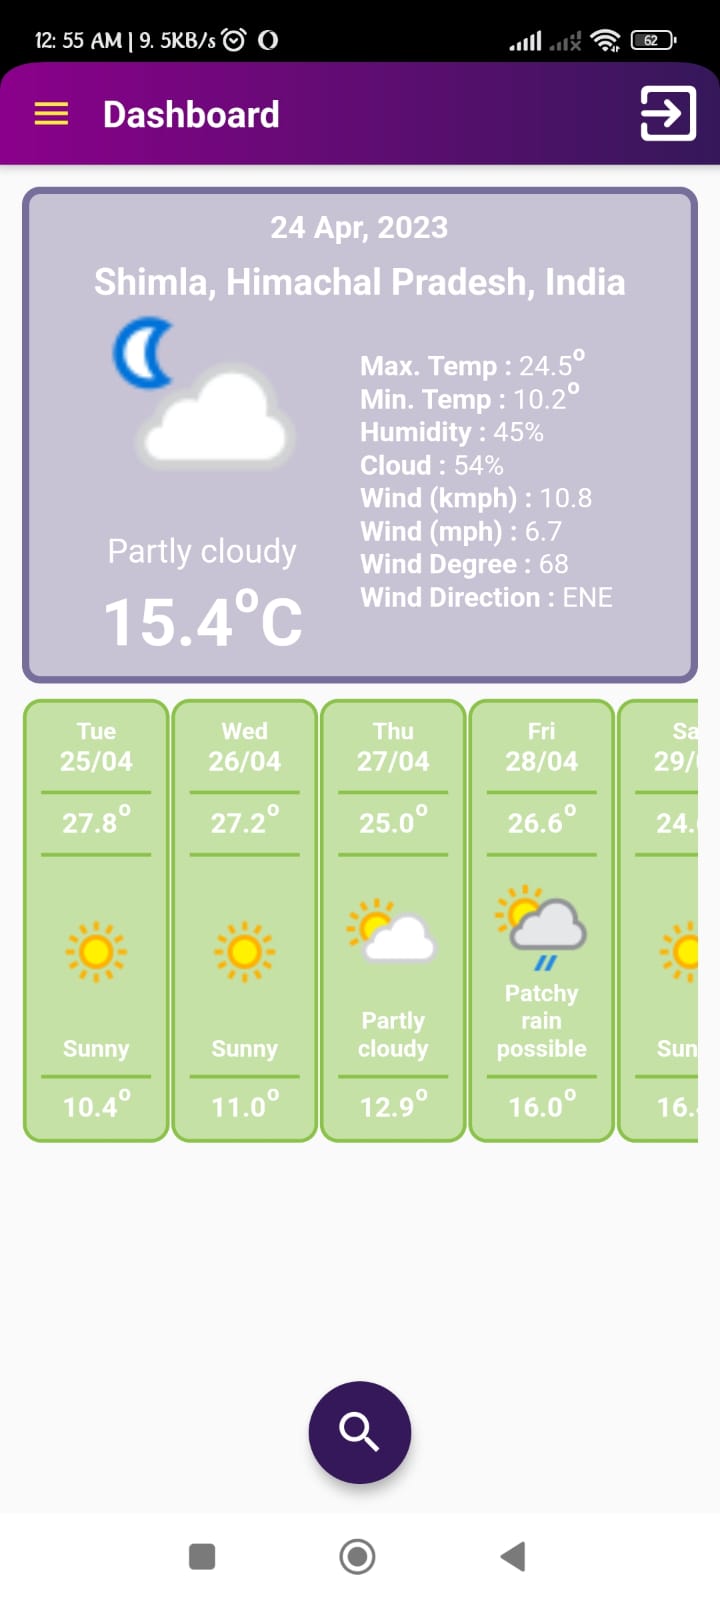 12:55 AM | 9.5KB/s
62
Dashboard
24 Apr, 2023
Shimla, Himachal Pradesh, India
Max. Temp : 24.5°
Min. Temp : 10.2°
Humidity : 45%
Cloud : 54%
Wind (kmph) : 10.8
Wind (mph) : 6.7
Wind Degree : 68
Wind Direction : ENE
Partly cloudy
15.4°C
Tue
25/04
27.8°
Sunny
10.4°
Wed
26/04
27.2°
Sunny
11.0°
Thu
27/04
25.0°
Partly
cloudy
12.9°
Fri
28/04
26.6°
Patchy
rain
possible
16.0°
Sa
29/
24.
Sun
16.